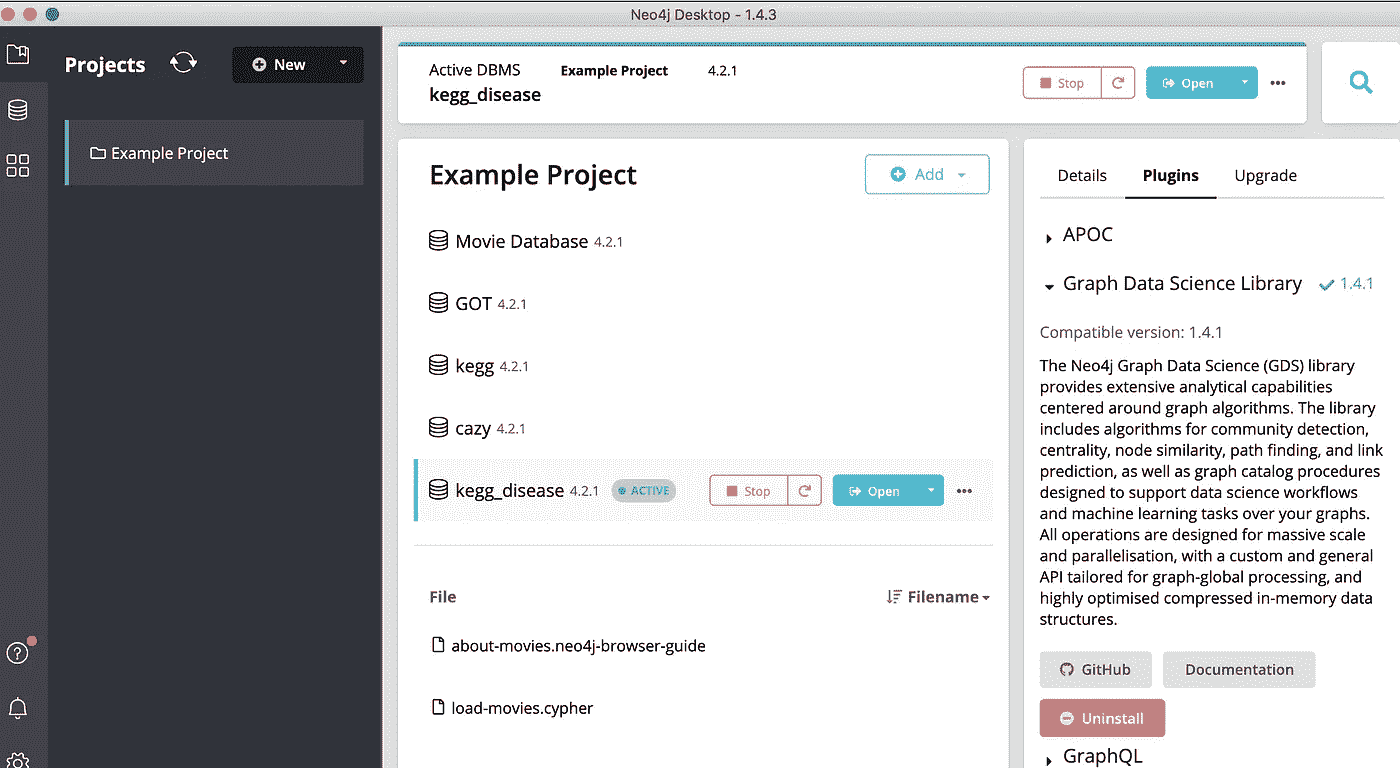 Neo4j Desktop - 1.4.3
Projects
New
Example Project
Active DBMS
Example Project
4.2.1
kegg_disease
Stop
Open
Example Project
Add
Movie Database 4.2.1
GOT 4.2.1
kegg 4.2.1
cazy 4.2.1
kegg_disease 4.2.1 ACTIVE
Stop
Open
File
Filename
about-movies.neo4j-browser-guide
load-movies.cypher
Details
Plugins
Upgrade
APOC
Graph Data Science Library 1.4.1
Compatible version: 1.4.1
The Neo4j Graph Data Science (GDS) library
provides extensive analytical capabilities
centered around graph algorithms. The library
includes algorithms for community detection,
centrality, node similarity, path finding, and link
prediction, as well as graph catalog procedures
designed to support data science workflows
and machine learning tasks over your graphs.
All operations are designed for massive scale
and parallelisation, with a custom and general
API tailored for graph-global processing, and
highly optimised compressed in-memory data
structures.
GitHub
Documentation
Uninstall
GraphQL